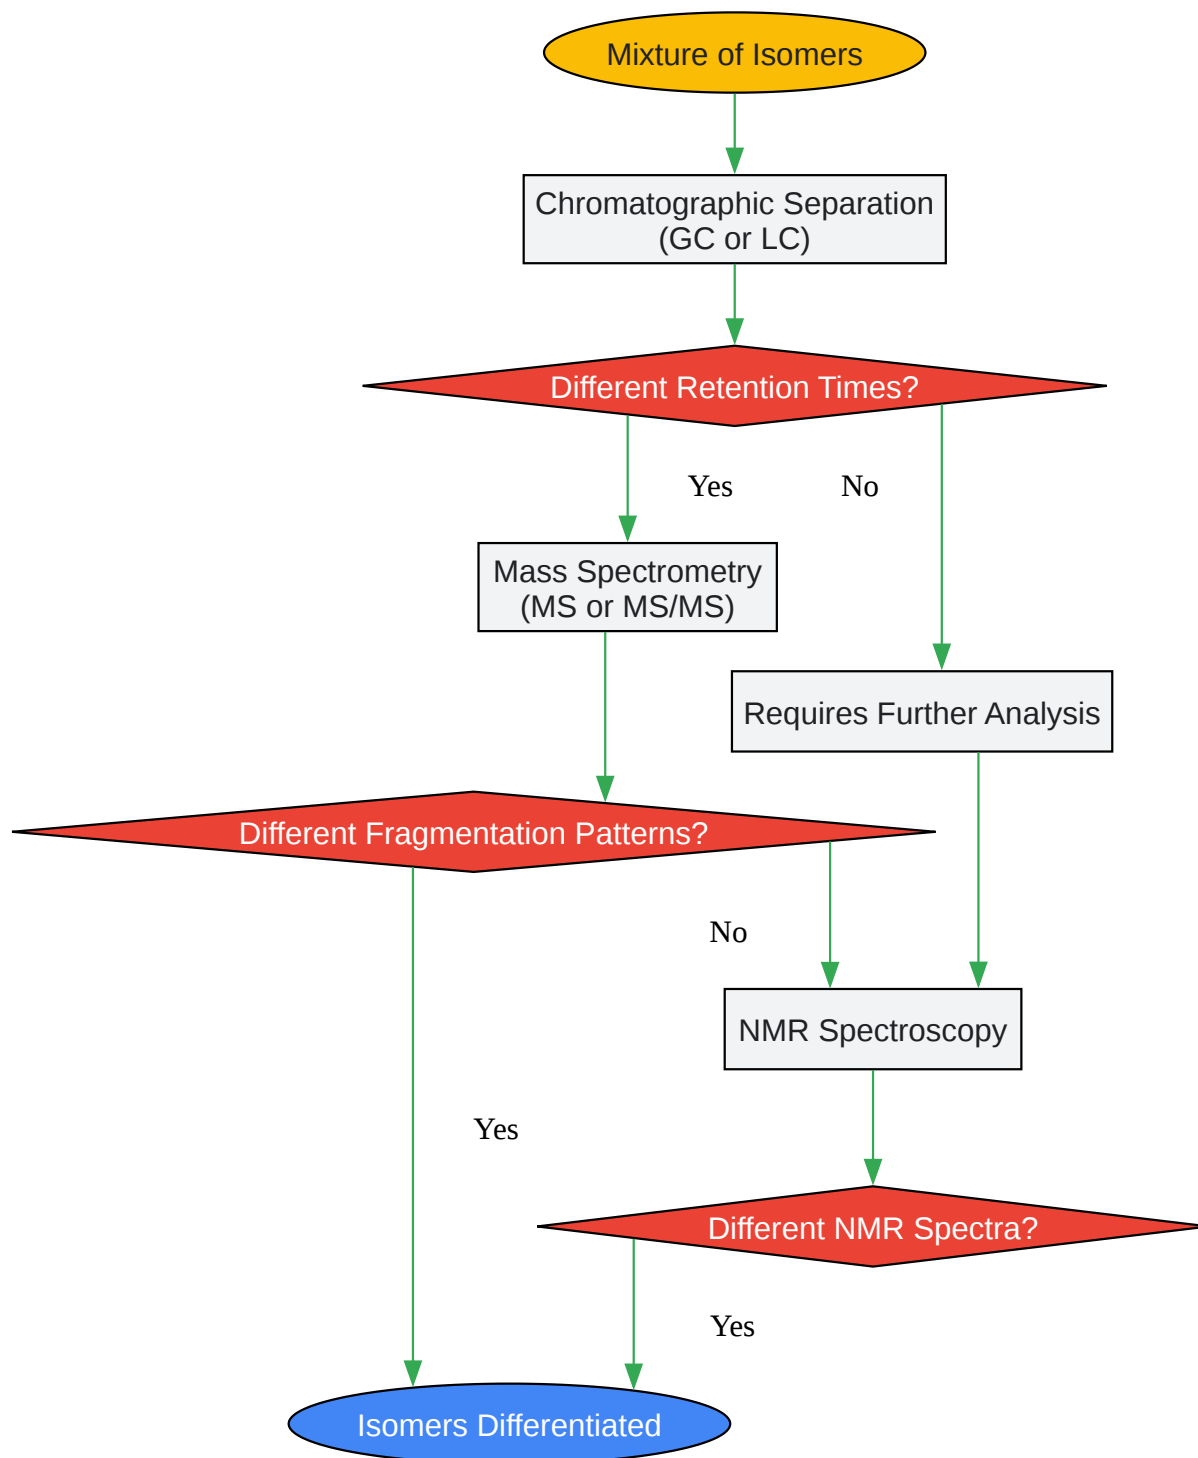 Mixture of Isomers
Chromatographic Separation
(GC or LC)
Different Retention Times?
Yes
No
Mass Spectrometry
(MS or MS/MS)
Requires Further Analysis
Different Fragmentation Patterns?
No
NMR Spectroscopy
Yes
Different NMR Spectra?
Yes
Isomers Differentiated